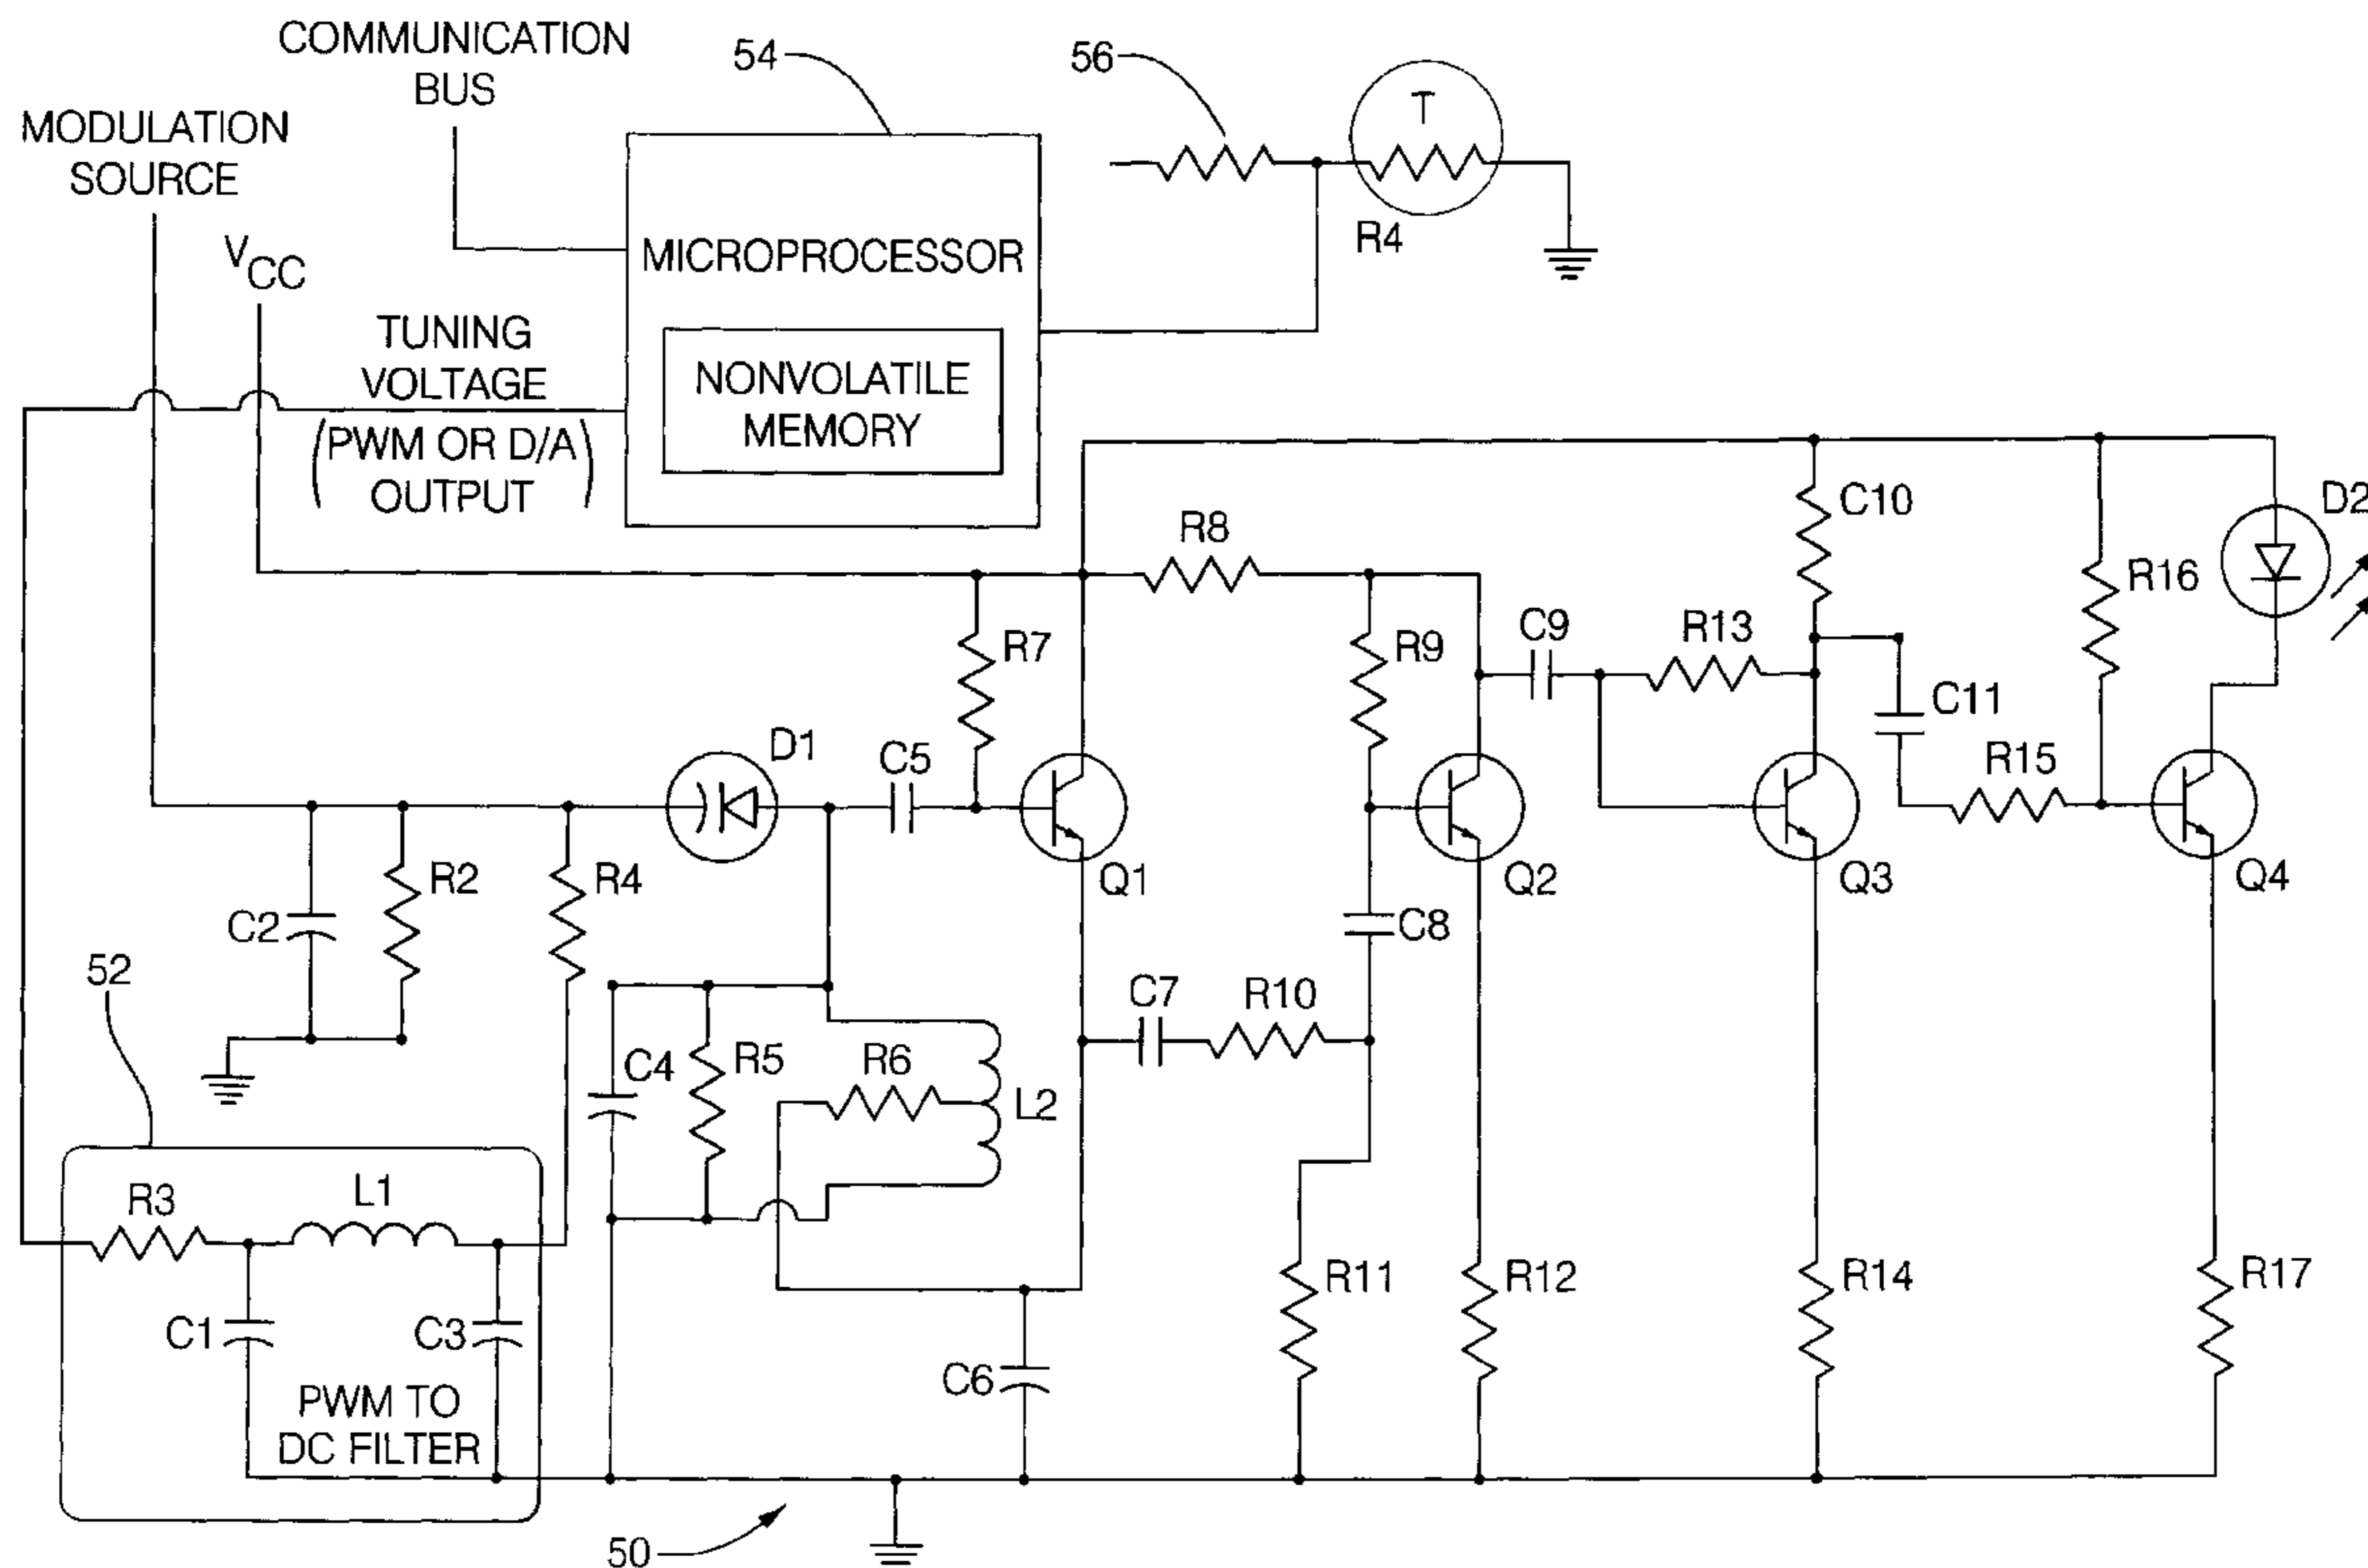 COMMUNICATION
BUS
54
56
MODULATION
SOURCE
T
R4
VCC
MICROPROCESSOR
TUNING
VOLTAGE
(PWM OR D/A)
OUTPUT
NONVOLATILE
MEMORY
C10
D2
R8
R16
R7
R9
C9
R13
C11
D1
C5
R15
R2
R4
Q1
Q2
Q3
Q4
C2
C8
52
C7
R10
C4
R5
R6
L2
R3
L1
R11
R12
R14
R17
C1
C3
C6
PWM TO
DC FILTER
50